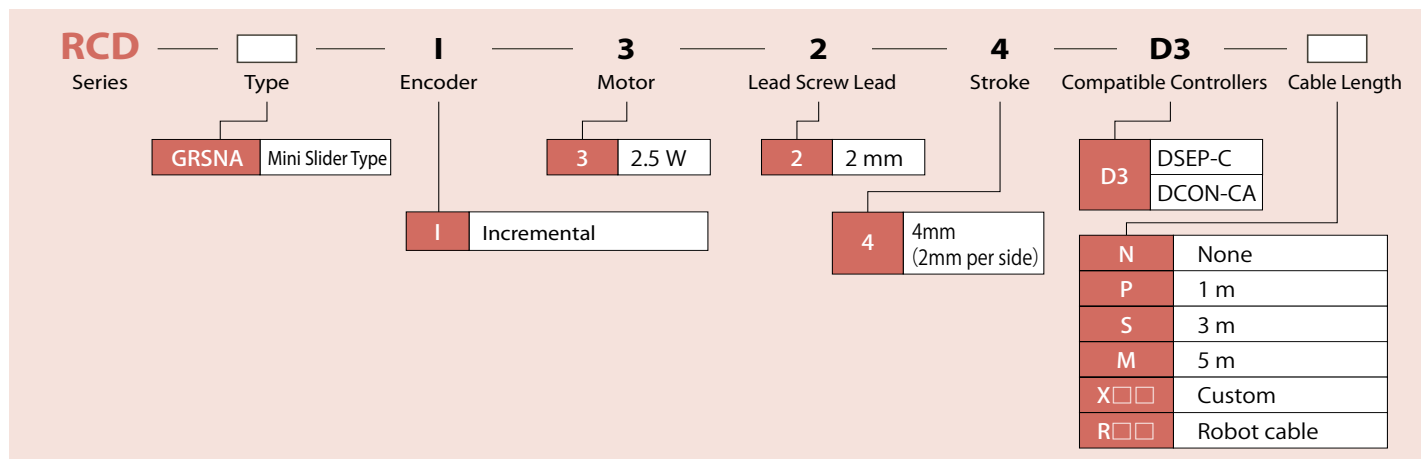 RCD — □ — I — 3 — 2 — 4 — D3 — □
Series Type Encoder Motor Lead Screw Lead Stroke Compatible Controllers Cable Length
GRSNA Mini Slider Type
3 2.5 W
2 2 mm
D3 DSEP-C
DCON-CA
I Incremental
4 4mm
(2mm per side)
N None
P 1 m
S 3 m
M 5 m
X□□ Custom
R□□ Robot cable